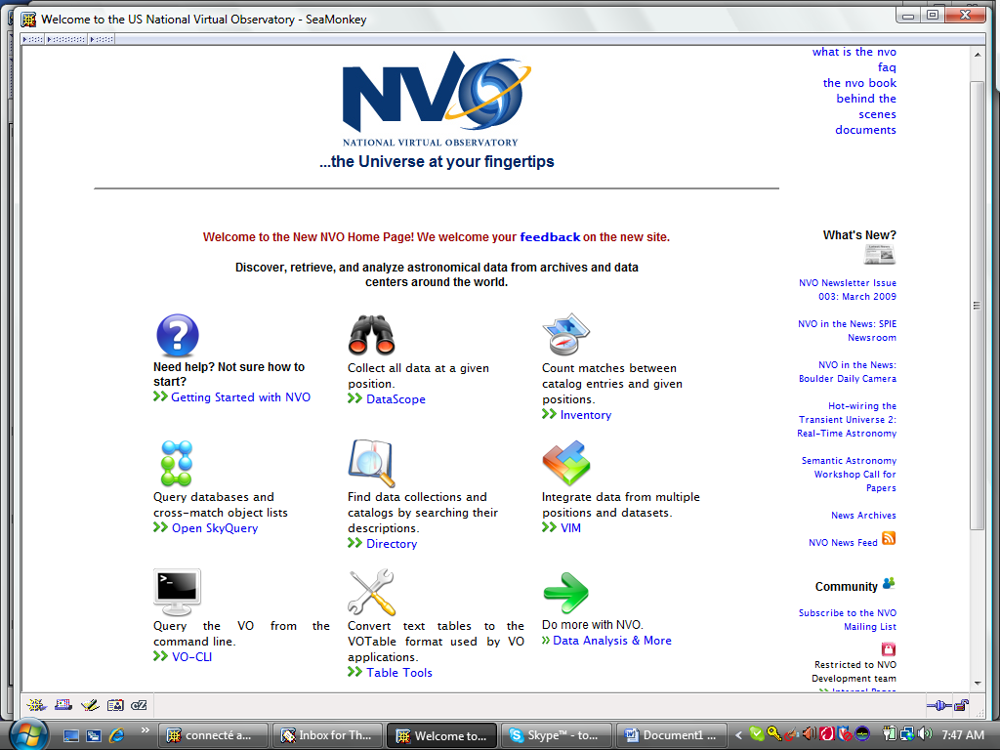 Welcome to the US National Virtual Observatory - SeaMonkey
what is the nvo
faq
the nvo book
behind the
scenes
documents
NVO
NATIONAL VIRTUAL OBSERVATORY
...the Universe at your fingertips
Welcome to the New NVO Home Page! We welcome your feedback on the new site.
Discover, retrieve, and analyze astronomical data from archives and data
centers around the world.
?
Need help? Not sure how to
start?
Getting Started with NVO
Collect all data at a given
position.
DataScope
Count matches between
catalog entries and given
positions.
Inventory
Query databases and
cross-match object lists
Open SkyQuery
Find data collections and
catalogs by searching their
descriptions.
Directory
Integrate data from multiple
positions and datasets.
VIM
>_
Query the VO from the
command line.
VO-CLI
Convert text tables to the
VOTable format used by VO
applications.
Table Tools
Do more with NVO.
» Data Analysis & More
What's New?
NVO Newsletter Issue
003: March 2009
NVO in the News: SPIE
Newsroom
NVO in the News:
Boulder Daily Camera
Hot-wiring the
Transient Universe 2:
Real-Time Astronomy
Semantic Astronomy
Workshop Call for
Papers
News Archives
NVO News Feed
Community
Subscribe to the NVO
Mailing List
Restricted to NVO
Development team
Internal Pages
cZ
connecté a...
Inbox for Th...
Welcome to...
Skype™ - to...
Document1 ...
7:47 AM